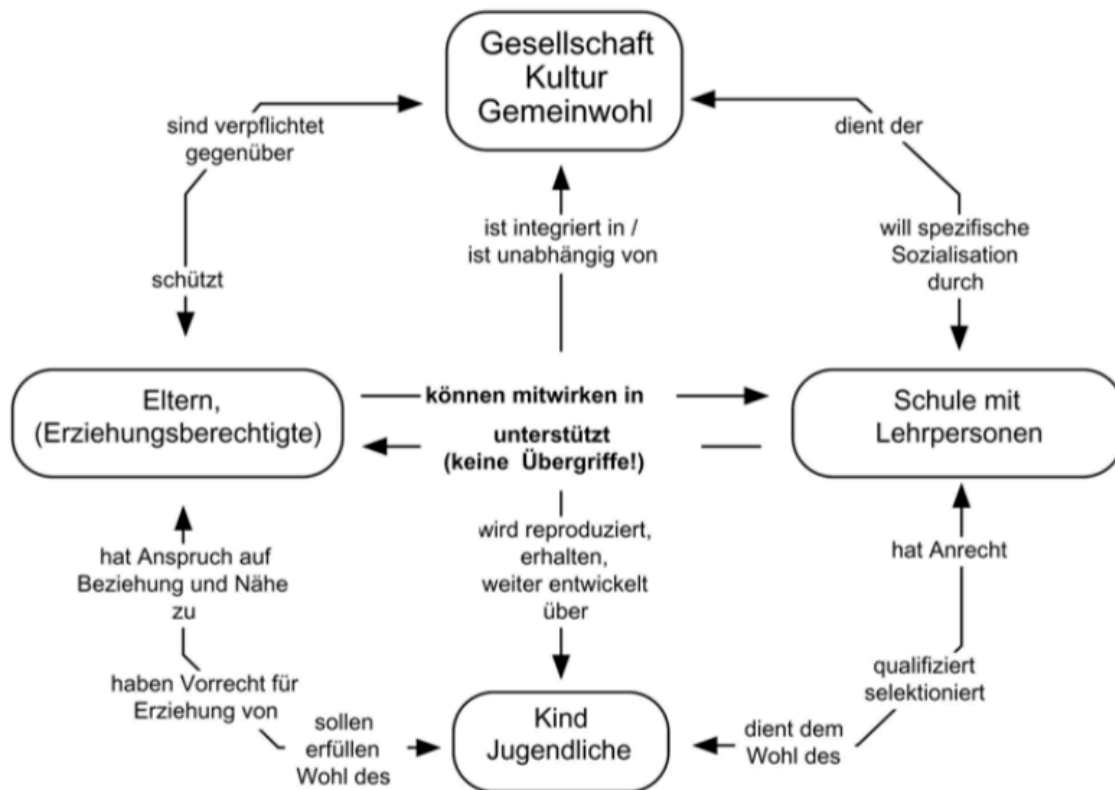 Gesellschaft
Kultur
Gemeinwohl
sind verpflichtet
gegenüber
dient der
ist integriert in /
ist unabhängig von
will spezifische
Sozialisation
durch
schützt
Eltern,
(Erziehungsberechtigte)
können mitwirken in
unterstützt
(keine Übergriffe!)
Schule mit
Lehrpersonen
hat Anspruch auf
Beziehung und Nähe
zu
wird reproduziert,
erhalten,
weiter entwickelt
über
hat Anrecht
haben Vorrecht für
Erziehung von
qualifiziert
selektioniert
sollen
erfüllen
Wohl des
Kind
Jugendliche
dient dem
Wohl des